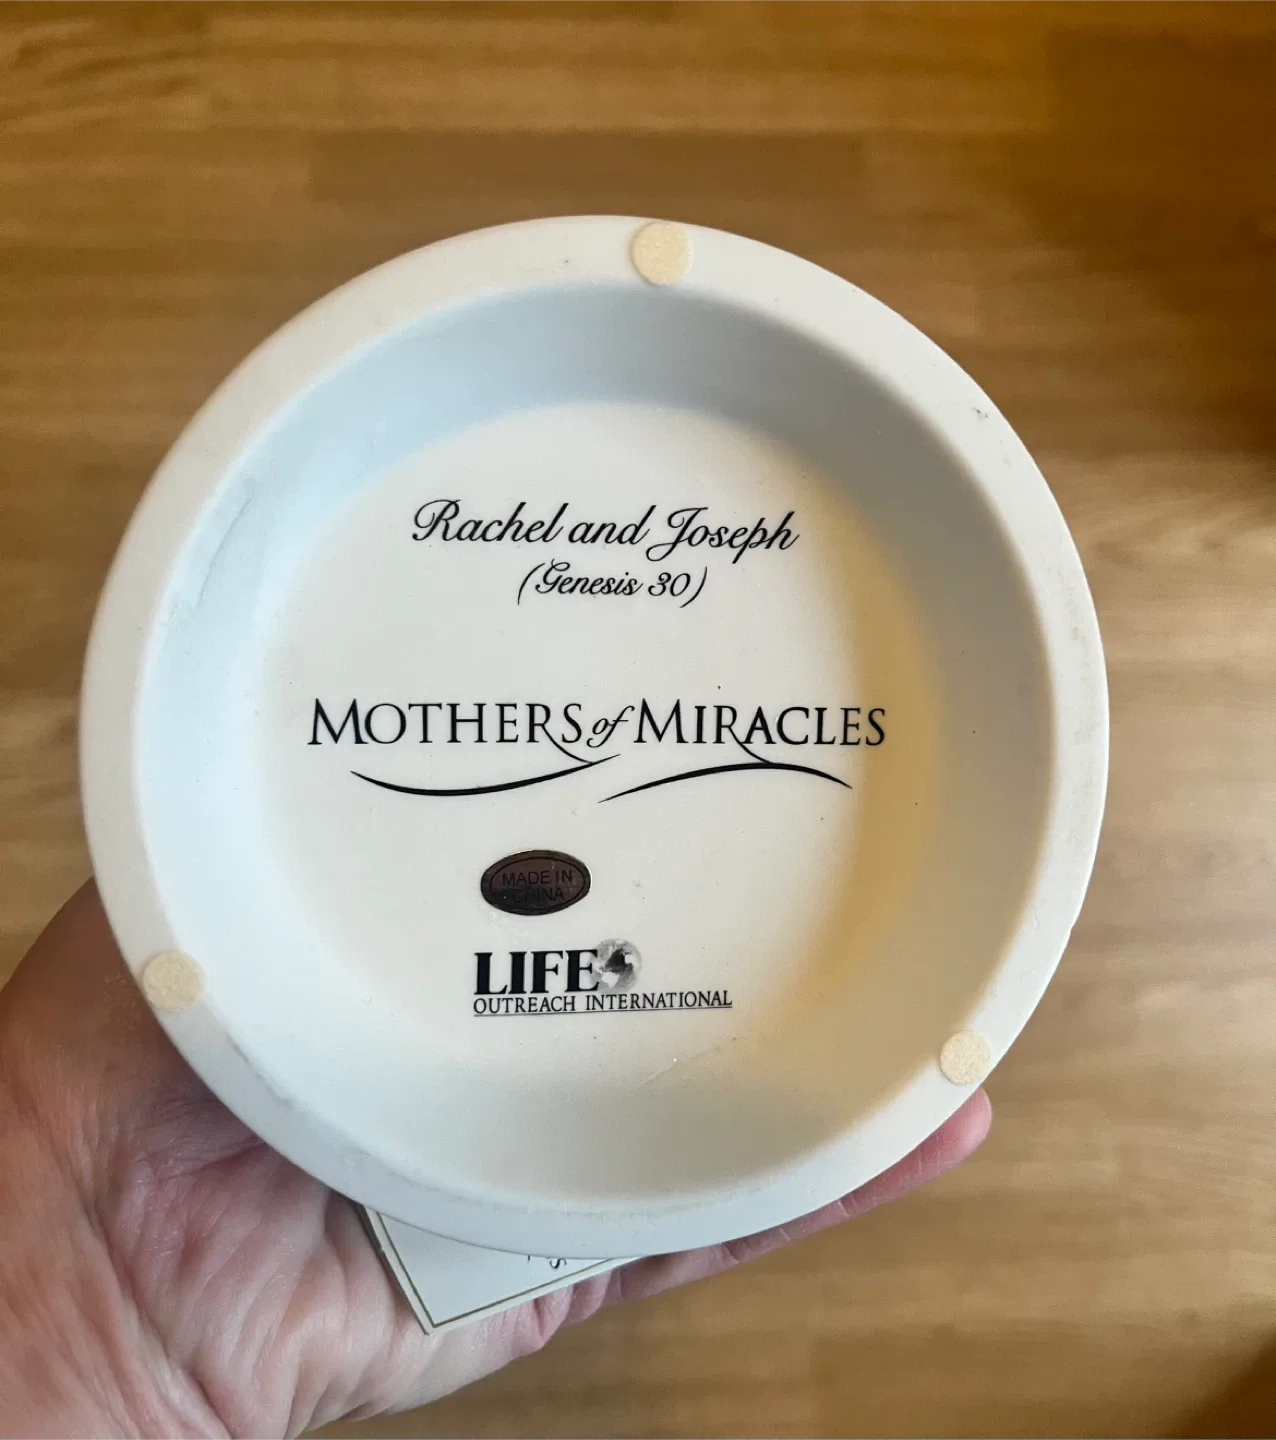 Rachel and Joseph
(Genesis 30)
MOTHERS of MIRACLES
MADE IN
CHINA
LIFE
OUTREACH INTERNATIONAL